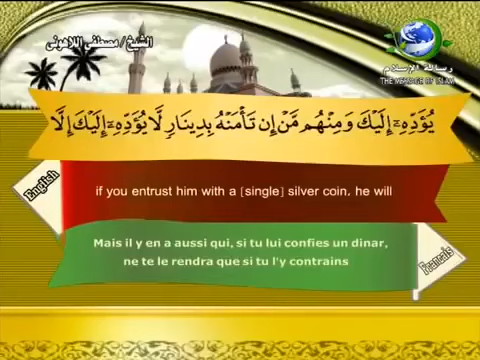 الشيخ/ مصطفى اللاهونى
رسالة الإسلام
THE MESSAGE OF ISLAM
يُؤَدِّهِۦٓ إِلَيْكَ وَمِنْهُم مَّنْ إِن تَأْمَنْهُ بِدِينَارٍ لَّا يُؤَدِّهِۦٓ إِلَيْكَ إِلَّا
English
if you entrust him with a [single] silver coin, he will
Mais il y en a aussi qui, si tu lui confies un dinar,
ne te le rendra que si tu l'y contrains
Francais